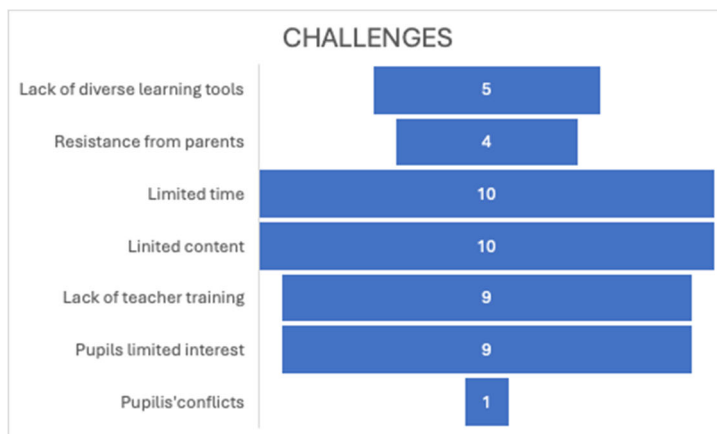 CHALLENGES
Lack of diverse learning tools 5
Resistance from parents 4
Limited time 10
Linited content 10
Lack of teacher training 9
Pupils limited interest 9
Pupilis'conflicts 1